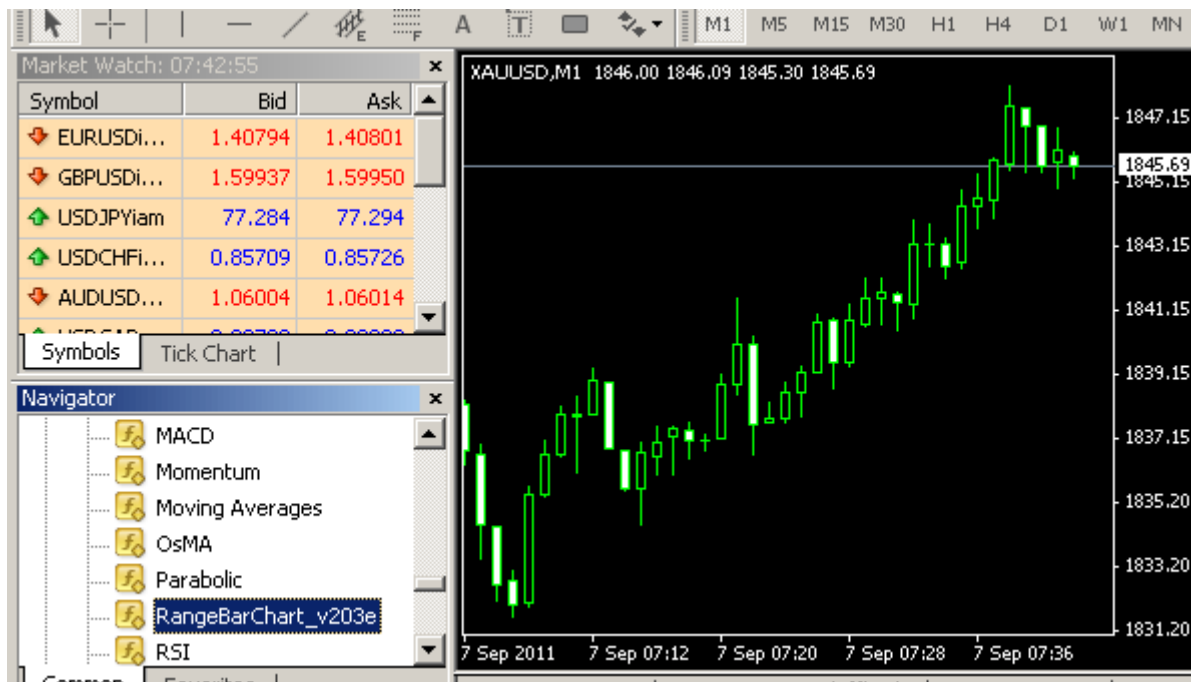 E F A T M1 M5 M15 M30 H1 H4 D1 W1 MN
Market Watch: 07:42:55
Symbol Bid Ask
EURUSDi... 1.40794 1.40801
GBPUSDi... 1.59937 1.59950
USDJPYiam 77.284 77.294
USDCHFi... 0.85709 0.85726
AUDUSD... 1.06004 1.06014
Symbols Tick Chart
Navigator
MACD
Momentum
Moving Averages
OsMA
Parabolic
RangeBarChart_v203e
RSI
Common Favorites
XAUUSD,M1 1846.00 1846.09 1845.30 1845.69
1847.15
1845.69
1845.15
1843.15
1841.15
1839.15
1837.15
1835.20
1833.20
1831.20
7 Sep 2011 7 Sep 07:12 7 Sep 07:20 7 Sep 07:28 7 Sep 07:36